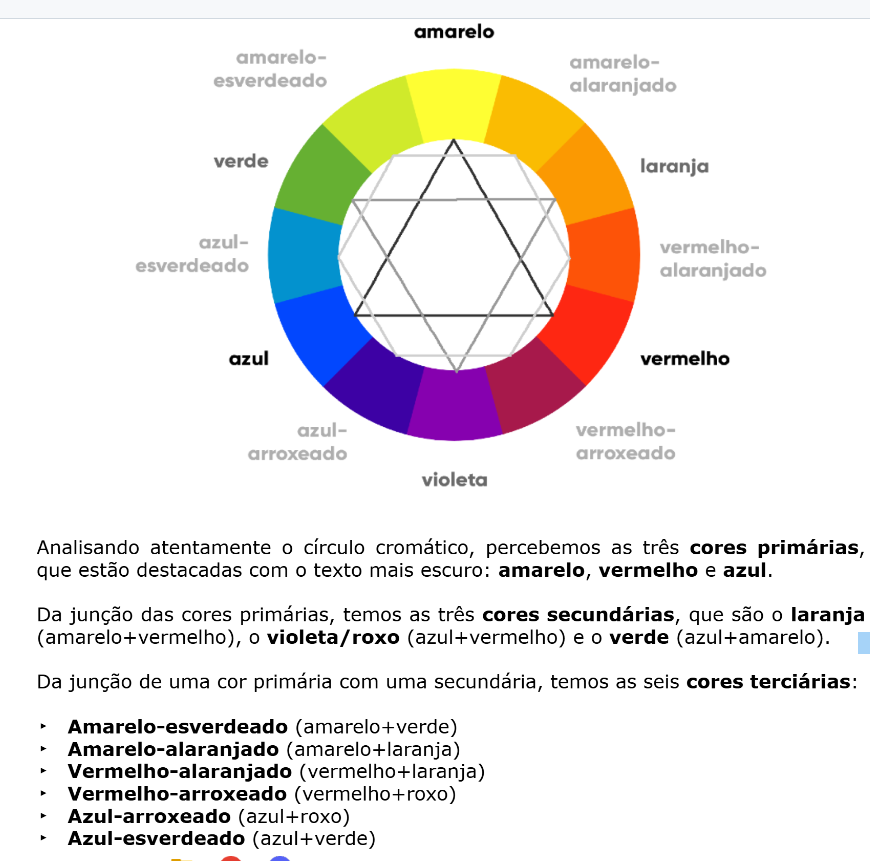 amarelo
amarelo-
esverdeado
amarelo-
alaranjado
verde
laranja
azul-
esverdeado
vermelho-
alaranjado
azul
vermelho
azul-
arroxeado
vermelho-
arroxeado
violeta
Analisando atentamente o círculo cromático, percebemos as três cores primárias,
que estão destacadas com o texto mais escuro: amarelo, vermelho e azul.
Da junção das cores primárias, temos as três cores secundárias, que são o laranja
(amarelo+vermelho), o violeta/roxo (azul+vermelho) e o verde (azul+amarelo).
Da junção de uma cor primária com uma secundária, temos as seis cores terciárias:
‣ Amarelo-esverdeado (amarelo+verde)
‣ Amarelo-alaranjado (amarelo+laranja)
‣ Vermelho-alaranjado (vermelho+laranja)
‣ Vermelho-arroxeado (vermelho+roxo)
‣ Azul-arroxeado (azul+roxo)
‣ Azul-esverdeado (azul+verde)